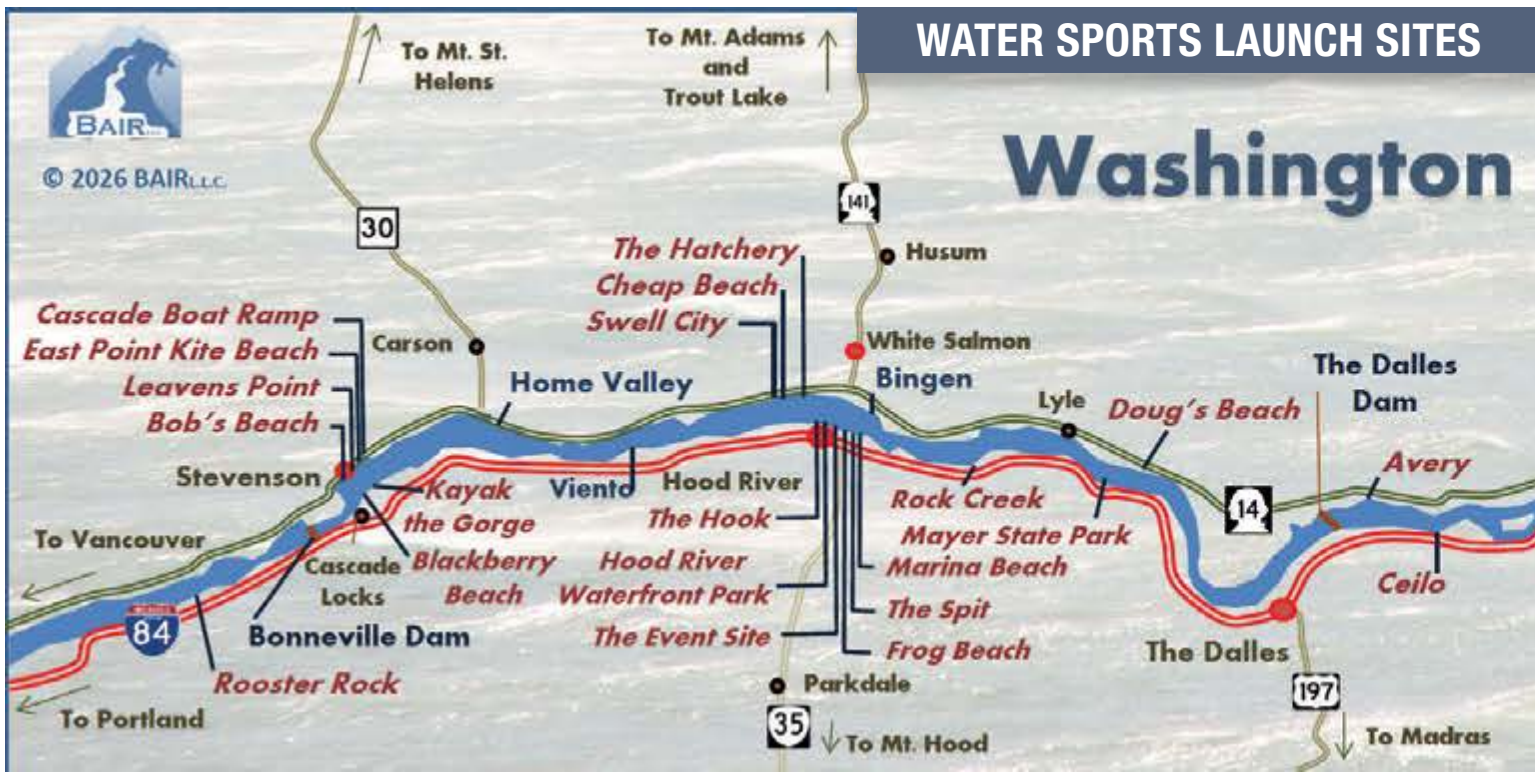 WATER SPORTS LAUNCH SITES
To Mt. St.
Helens
To Mt. Adams
and
Trout Lake
BAIR LLC
© 2026 BAIR L.L.C.
Washington
30
141
Husum
The Hatchery
Cheap Beach
Swell City
Cascade Boat Ramp
East Point Kite Beach
Leavens Point
Bob's Beach
Carson
Home Valley
White Salmon
Bingen
The Dalles
Dam
Lyle
Doug's Beach
Avery
Stevenson
Kayak
the Gorge
Viento
Hood River
The Hook
Rock Creek
Mayer State Park
14
To Vancouver
Cascade
Locks
Blackberry
Beach
Hood River
Waterfront Park
Marina Beach
Ceilo
84
Bonneville Dam
The Event Site
The Spit
Frog Beach
The Dalles
Rooster Rock
Parkdale
197
To Portland
35
To Mt. Hood
To Madras